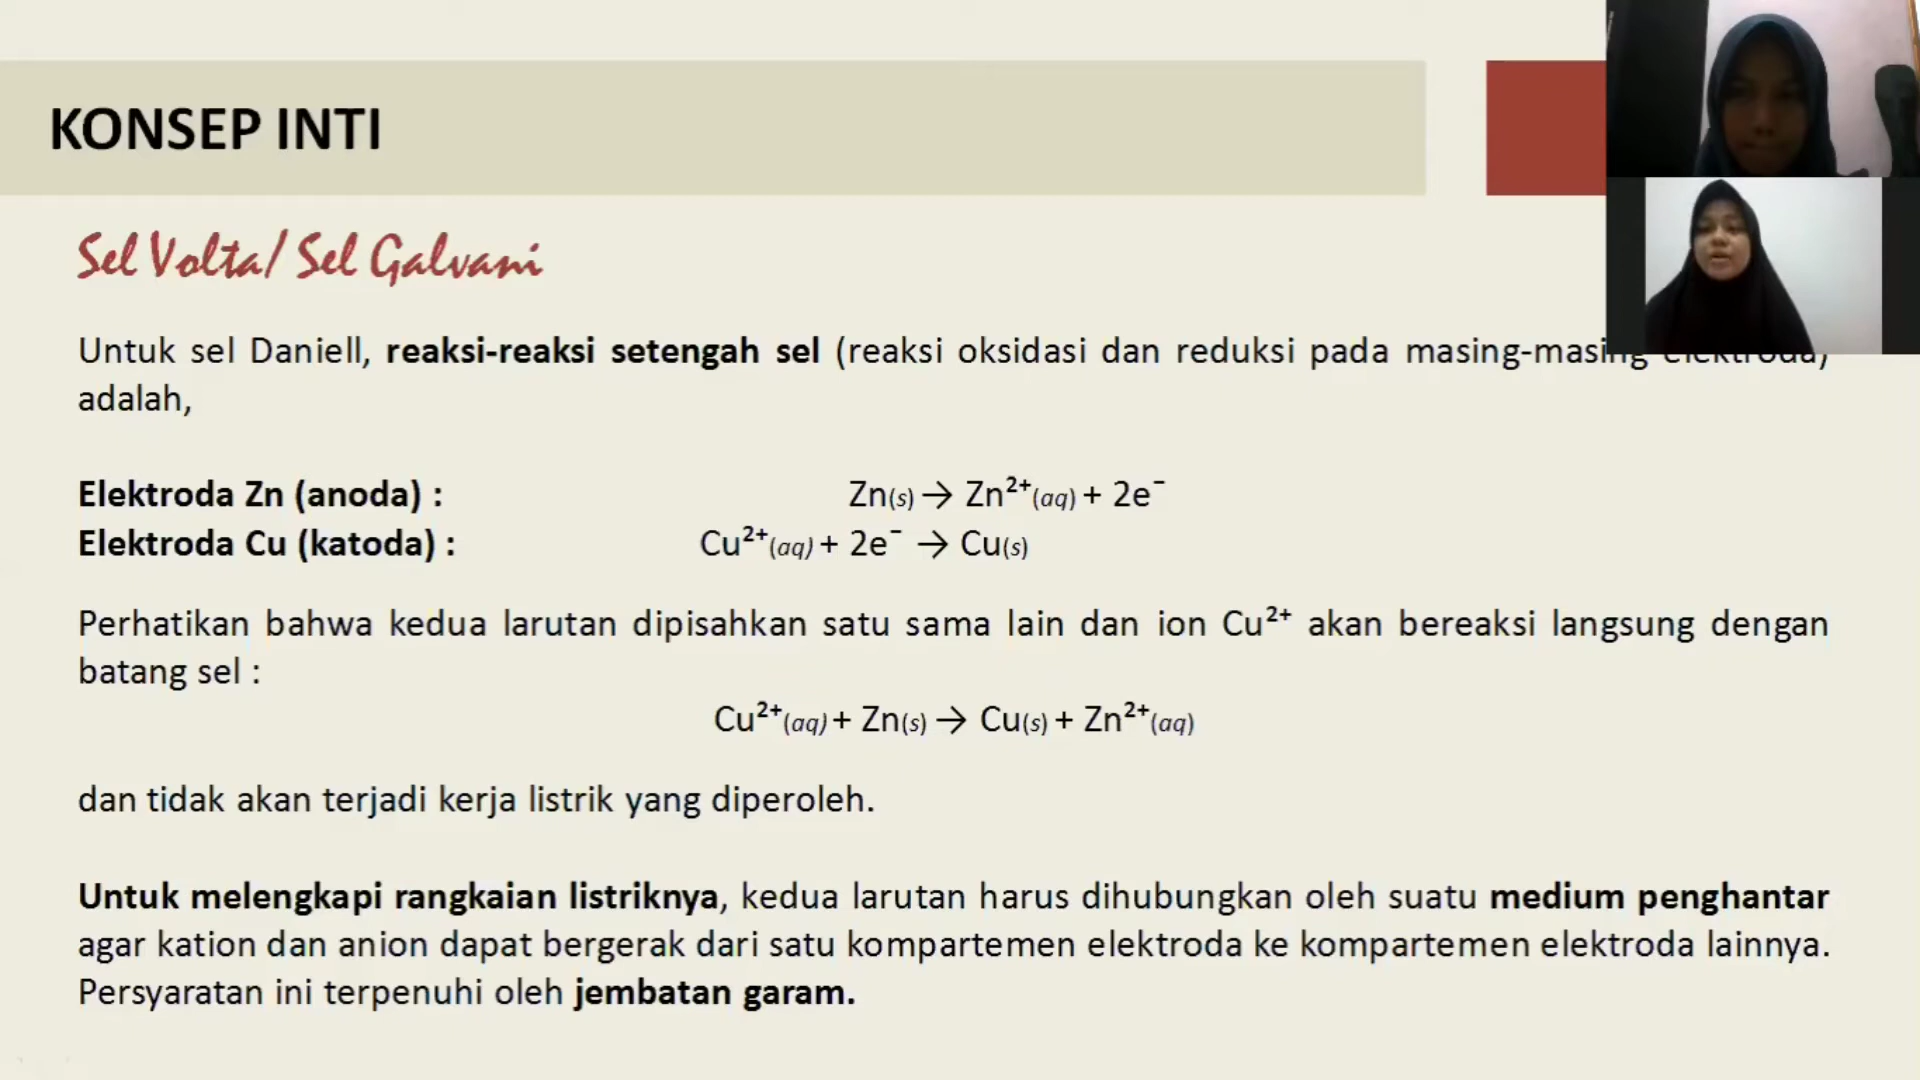 KONSEP INTI
Sel Volta/ Sel Galvani
Untuk sel Daniell, reaksi-reaksi setengah sel (reaksi oksidasi dan reduksi pada masing-masing elektroda)
adalah,
Elektroda Zn (anoda) : Zn(s) → Zn²⁺(aq) + 2e⁻
Elektroda Cu (katoda) : Cu²⁺(aq) + 2e⁻ → Cu(s)
Perhatikan bahwa kedua larutan dipisahkan satu sama lain dan ion Cu²⁺ akan bereaksi langsung dengan
batang sel :
Cu²⁺(aq) + Zn(s) → Cu(s) + Zn²⁺(aq)
dan tidak akan terjadi kerja listrik yang diperoleh.
Untuk melengkapi rangkaian listriknya, kedua larutan harus dihubungkan oleh suatu medium penghantar
agar kation dan anion dapat bergerak dari satu kompartemen elektroda ke kompartemen elektroda lainnya.
Persyaratan ini terpenuhi oleh jembatan garam.